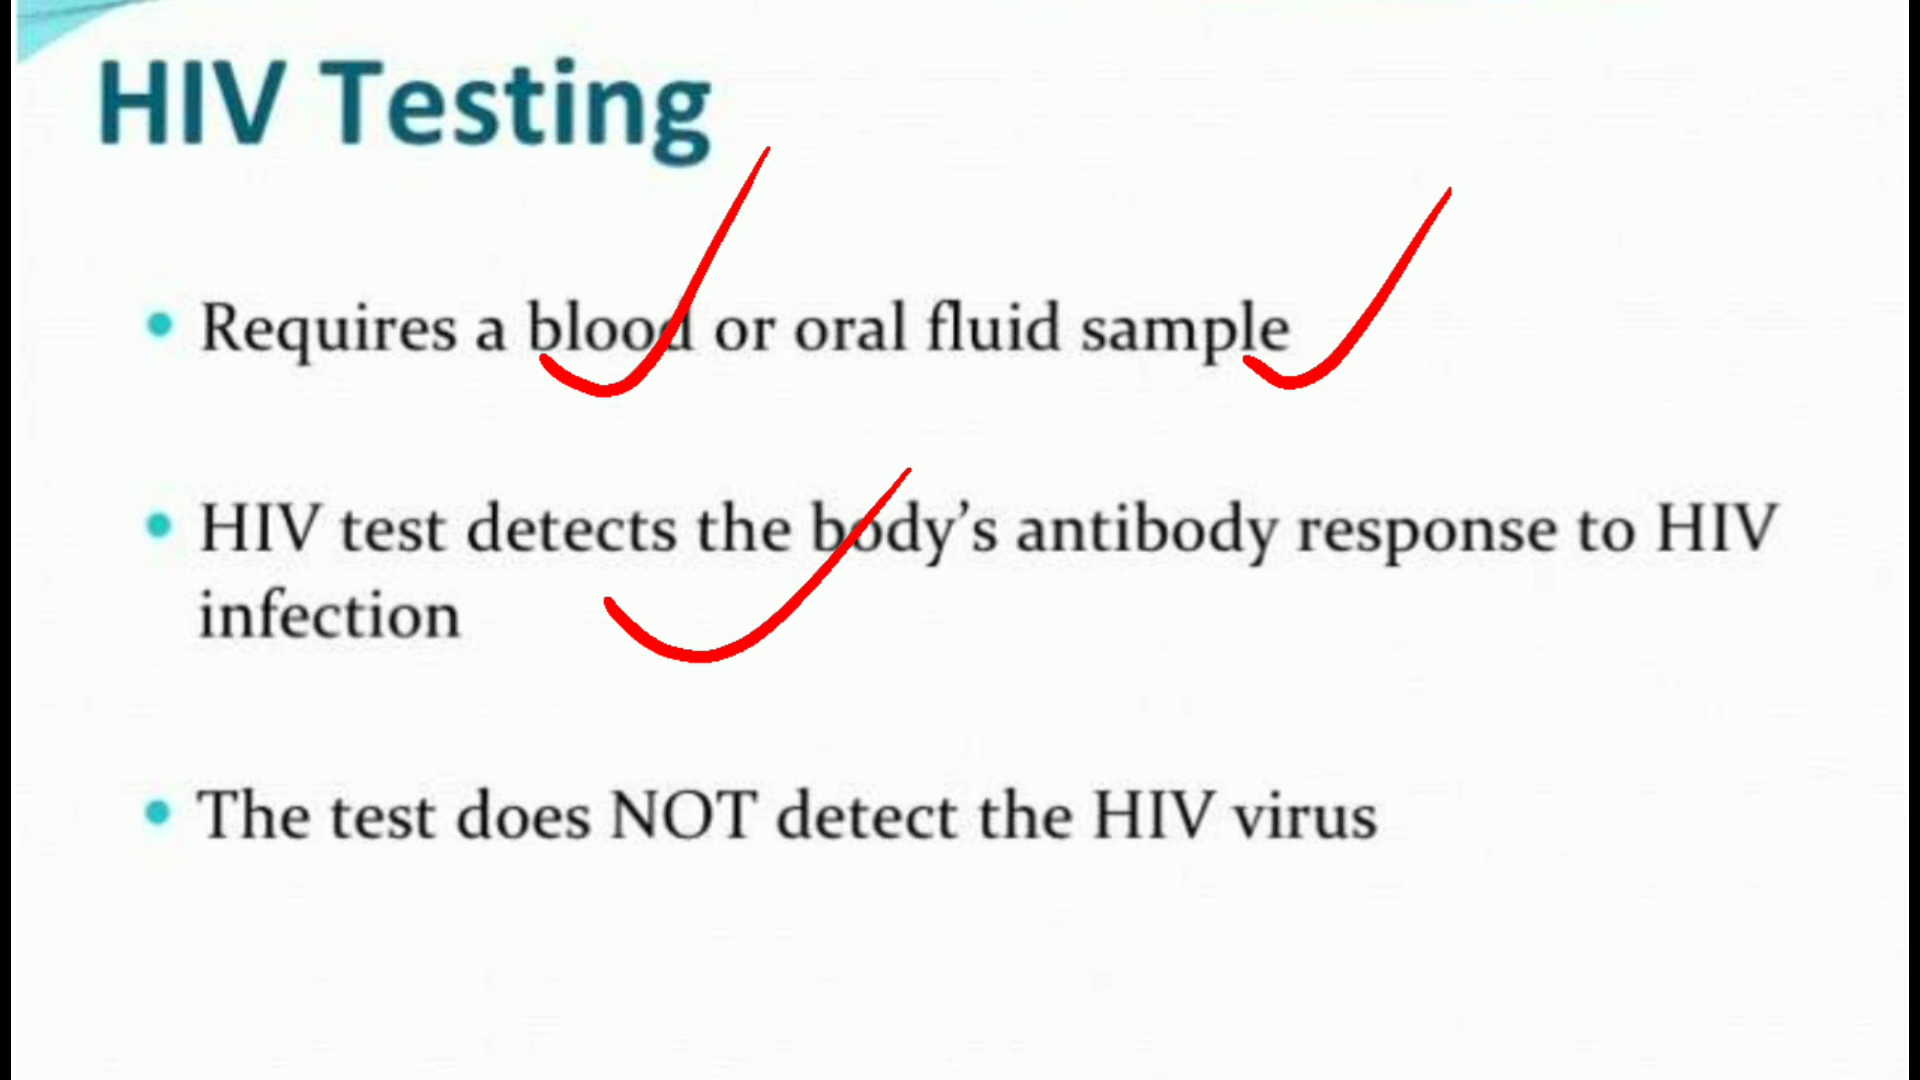 HIV Testing
• Requires a blood or oral fluid sample
• HIV test detects the body’s antibody response to HIV
infection
• The test does NOT detect the HIV virus